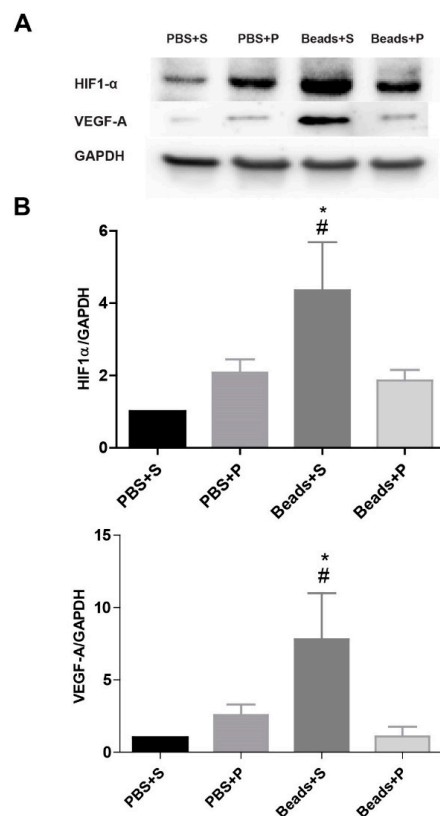 A
PBS+S PBS+P Beads+S Beads+P
HIF1-α
VEGF-A
GAPDH
B
*
#
6
4
2
0
HIF1α/GAPDH
PBS+S PBS+P Beads+S Beads+P
*
#
15
10
5
0
VEGF-A/GAPDH
PBS+S PBS+P Beads+S Beads+P